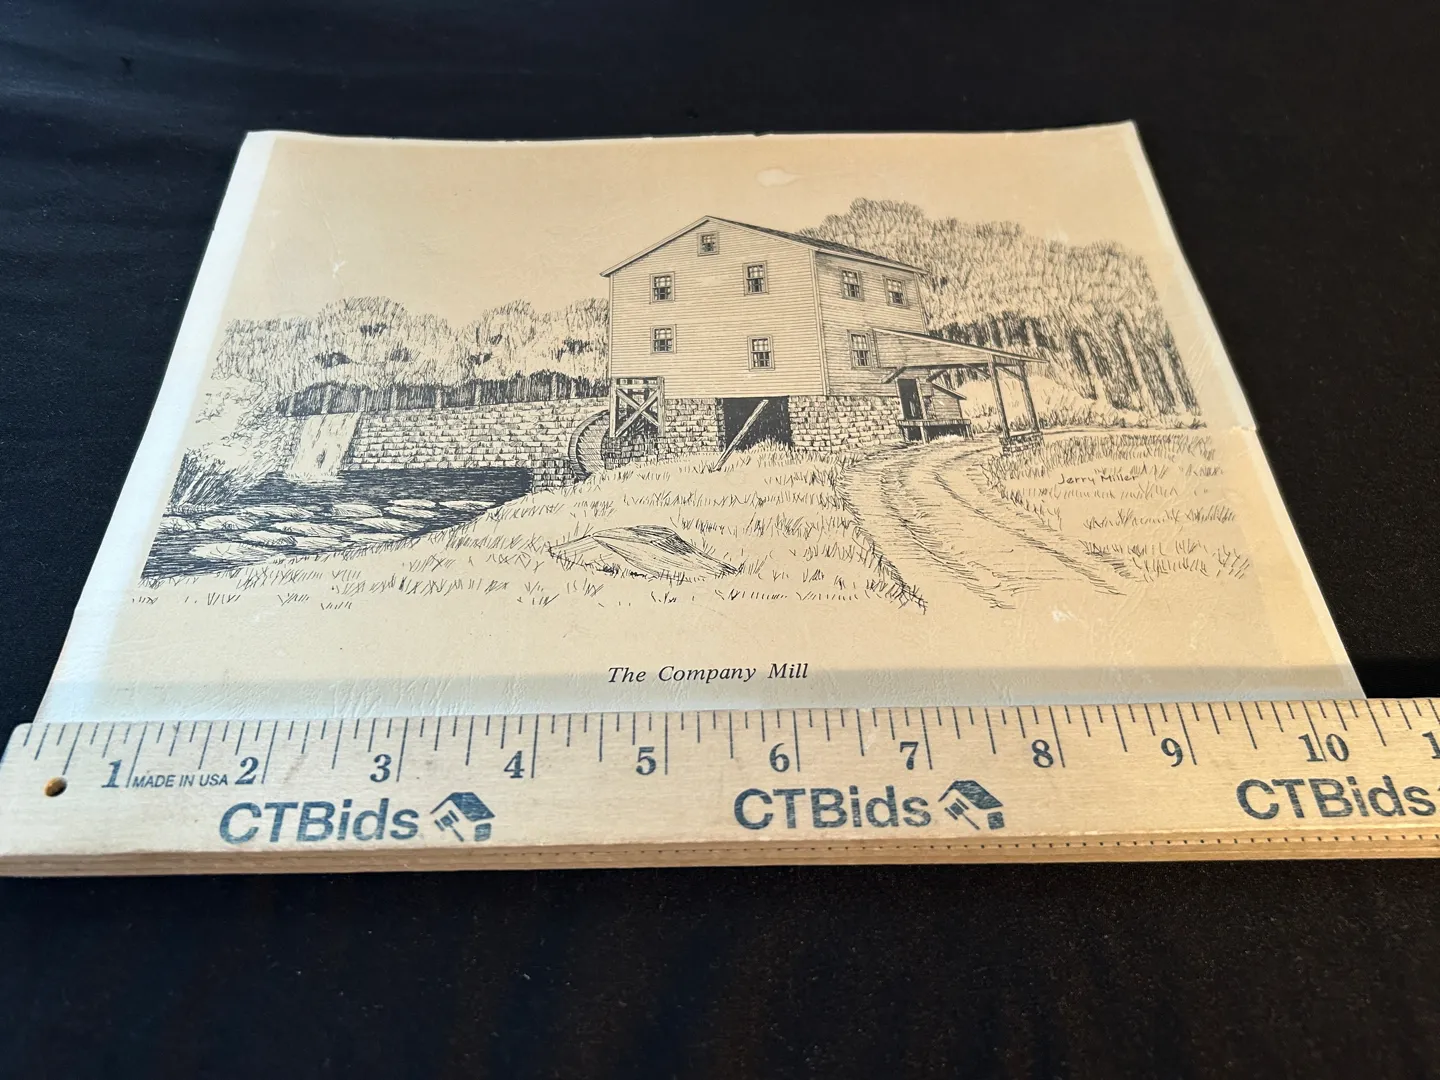 Jerry Miller
The Company Mill
1 MADE IN USA 2 3 4 5 6 7 8 9 10 1
CTBids CTBids CTBids